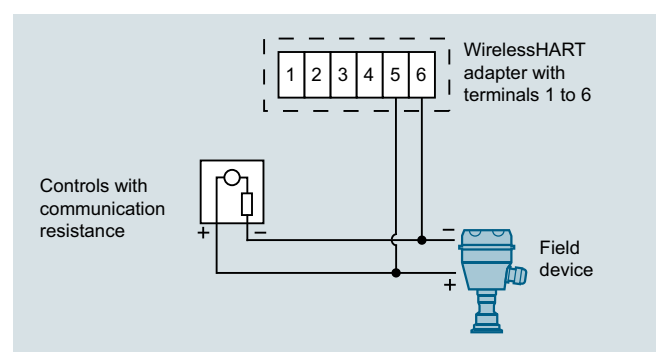 WirelessHART
adapter with
terminals 1 to 6
1 2 3 4 5 6
Controls with
communication
resistance
+ −
−
Field
device
+